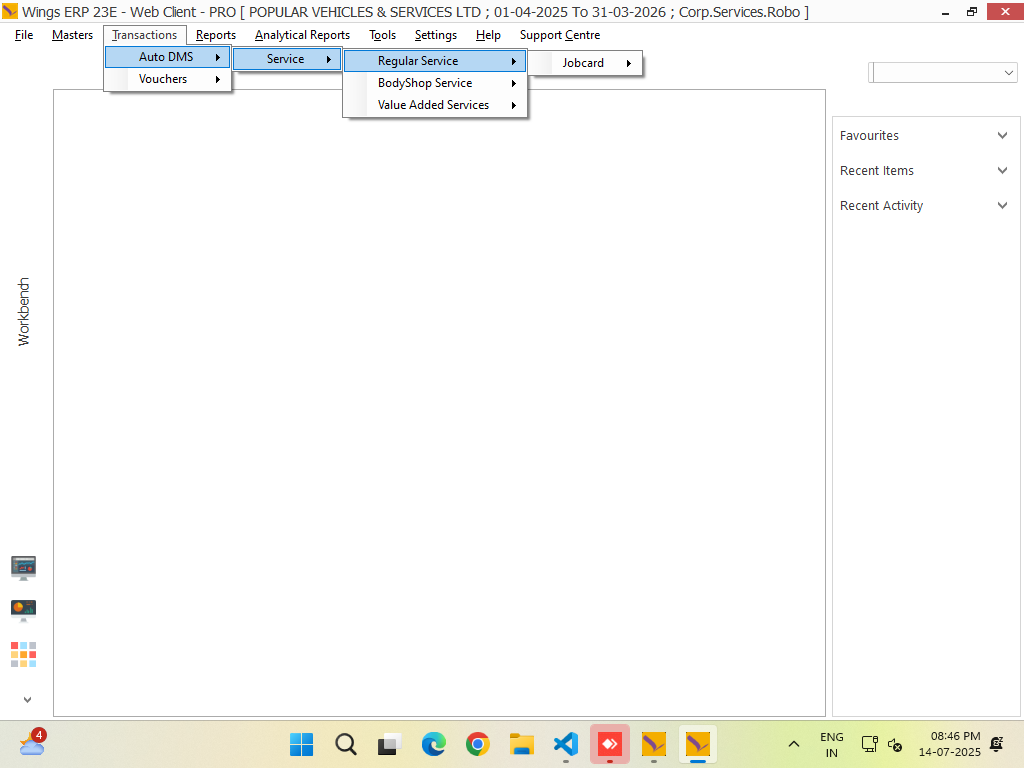 Wings ERP 23E - Web Client - PRO [ POPULAR VEHICLES & SERVICES LTD ; 01-04-2025 To 31-03-2026 ; Corp.Services.Robo ]
File Masters Transactions Reports Analytical Reports Tools Settings Help Support Centre
Auto DMS
Vouchers
Service
Regular Service
BodyShop Service
Value Added Services
Jobcard
Favourites
Recent Items
Recent Activity
Workbench
4
ENG
IN
08:46 PM
14-07-2025